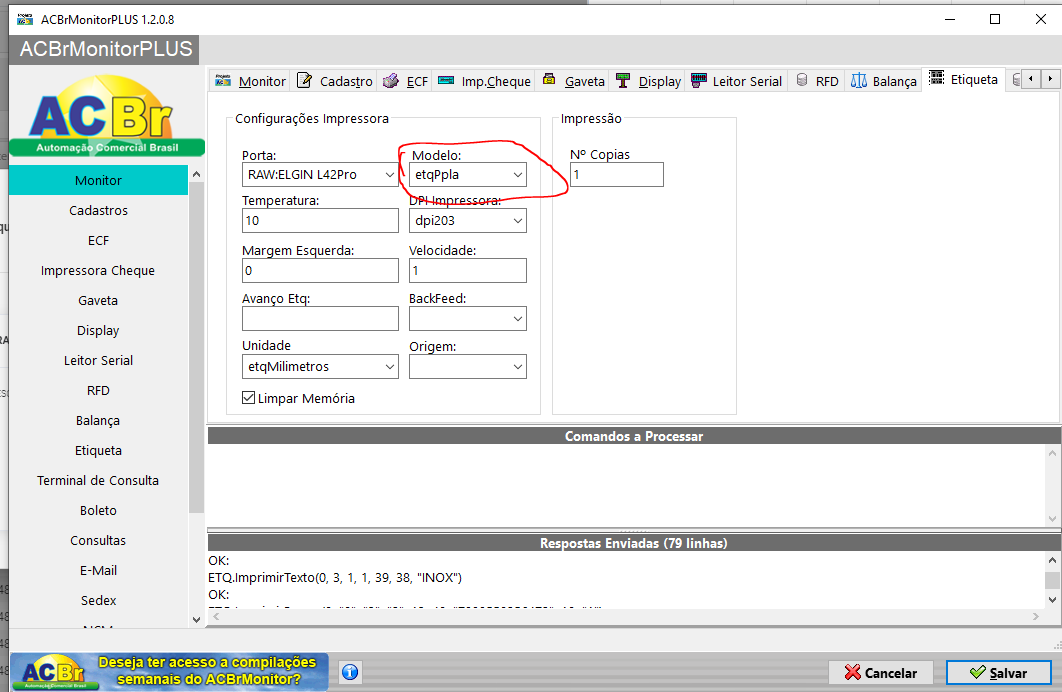 ACBrMonitorPLUS 1.2.0.8
ACBrMonitorPLUS
ACBr
Automação Comercial Brasil
Monitor
Cadastro
ECF
Imp.Cheque
Gaveta
Display
Leitor Serial
RFD
Balança
Etiqueta
Monitor
Cadastros
ECF
Impressora Cheque
Gaveta
Display
Leitor Serial
RFD
Balança
Etiqueta
Terminal de Consulta
Boleto
Consultas
E-Mail
Sedex
Configurações Impressora
Porta:
RAW:ELGIN L42Pro
Modelo:
etqPpla
Temperatura:
10
DPI Impressora:
dpi203
Margem Esquerda:
0
Velocidade:
1
Avanço Etq:
BackFeed:
Unidade
etqMilimetros
Origem:
Limpar Memória
Impressão
Nº Copias
1
Comandos a Processar
Respostas Enviadas (79 linhas)
OK:
ETQ.ImprimirTexto(0, 3, 1, 1, 39, 38, "INOX")
OK:
ACBr
Automação Comercial Brasil
Deseja ter acesso a compilações
semanais do ACBrMonitor?
Cancelar
Salvar